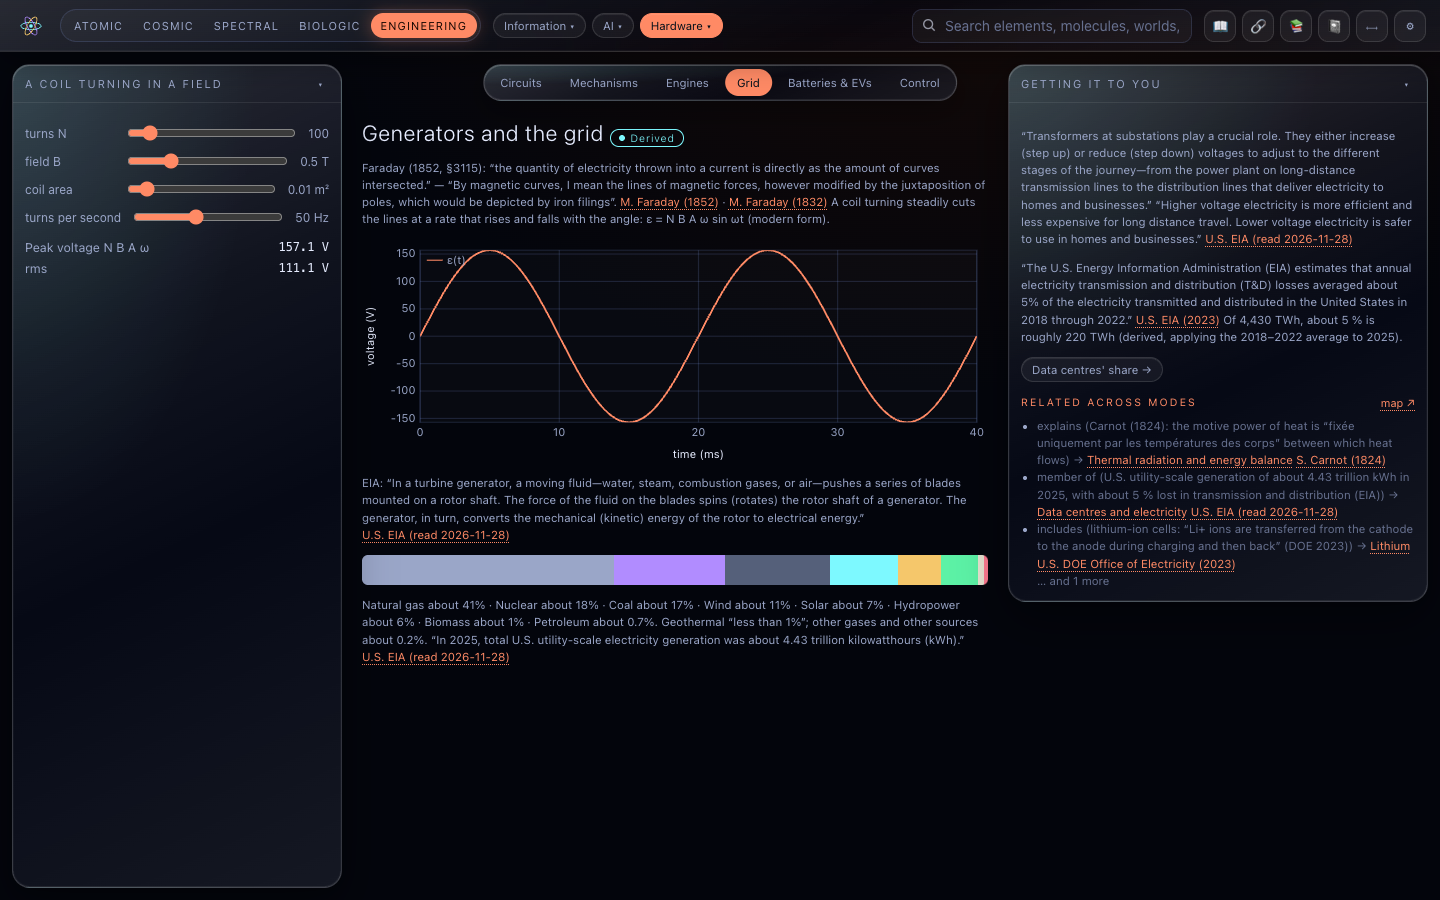 ATOMIC COSMIC SPECTRAL BIOLOGIC ENGINEERING Information ▾ AI ▾ Hardware ▾ Search elements, molecules, worlds,
A COIL TURNING IN A FIELD
turns N 100
field B 0.5 T
coil area 0.01 m²
turns per second 50 Hz
Peak voltage N B A ω 157.1 V
rms 111.1 V
Circuits Mechanisms Engines Grid Batteries & EVs Control
Generators and the grid Derived
Faraday (1852, §3115): “the quantity of electricity thrown into a current is directly as the amount of curves
intersected.” — “By magnetic curves, I mean the lines of magnetic forces, however modified by the juxtaposition of
poles, which would be depicted by iron filings”. M. Faraday (1852) · M. Faraday (1832) A coil turning steadily cuts
the lines at a rate that rises and falls with the angle: ε = N B A ω sin ωt (modern form).
ε(t)
voltage (V)
150
100
50
0
-50
-100
-150
0 10 20 30 40
time (ms)
EIA: “In a turbine generator, a moving fluid—water, steam, combustion gases, or air—pushes a series of blades
mounted on a rotor shaft. The force of the fluid on the blades spins (rotates) the rotor shaft of a generator. The
generator, in turn, converts the mechanical (kinetic) energy of the rotor to electrical energy.”
U.S. EIA (read 2026-11-28)
Natural gas about 41% · Nuclear about 18% · Coal about 17% · Wind about 11% · Solar about 7% · Hydropower
about 6% · Biomass about 1% · Petroleum about 0.7%. Geothermal “less than 1%”; other gases and other sources
about 0.2%. “In 2025, total U.S. utility-scale electricity generation was about 4.43 trillion kilowatthours (kWh).”
U.S. EIA (read 2026-11-28)
GETTING IT TO YOU
“Transformers at substations play a crucial role. They either increase
(step up) or reduce (step down) voltages to adjust to the different
stages of the journey—from the power plant on long-distance
transmission lines to the distribution lines that deliver electricity to
homes and businesses.” “Higher voltage electricity is more efficient and
less expensive for long distance travel. Lower voltage electricity is safer
to use in homes and businesses.” U.S. EIA (read 2026-11-28)
“The U.S. Energy Information Administration (EIA) estimates that annual
electricity transmission and distribution (T&D) losses averaged about
5% of the electricity transmitted and distributed in the United States in
2018 through 2022.” U.S. EIA (2023) Of 4,430 TWh, about 5 % is
roughly 220 TWh (derived, applying the 2018–2022 average to 2025).
Data centres' share →
RELATED ACROSS MODES map ↗
• explains (Carnot (1824): the motive power of heat is “fixée
uniquement par les températures des corps” between which heat
flows) → Thermal radiation and energy balance S. Carnot (1824)
• member of (U.S. utility-scale generation of about 4.43 trillion kWh in
2025, with about 5 % lost in transmission and distribution (EIA)) →
Data centres and electricity U.S. EIA (read 2026-11-28)
• includes (lithium-ion cells: “Li+ ions are transferred from the cathode
to the anode during charging and then back” (DOE 2023)) → Lithium
U.S. DOE Office of Electricity (2023)
… and 1 more